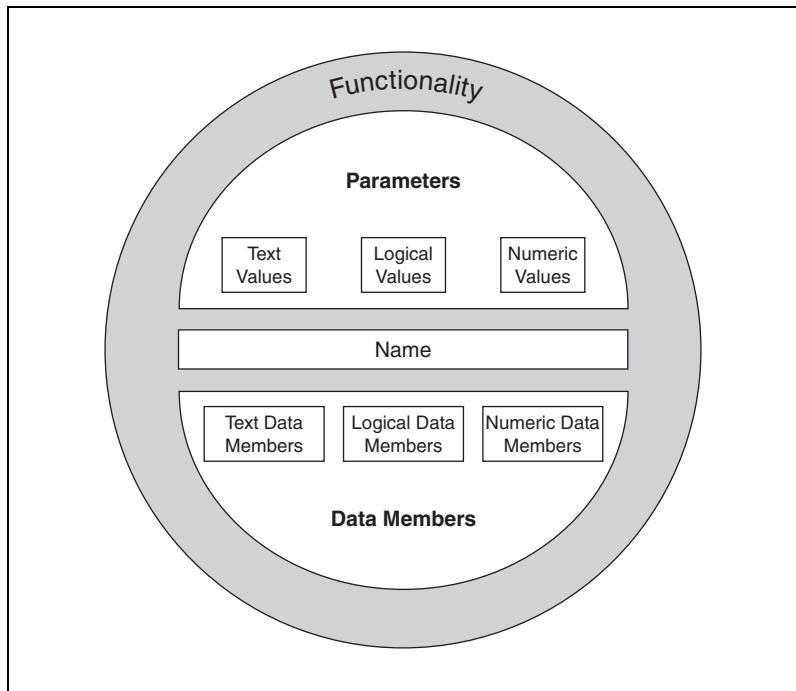 Functionality
Parameters
Text
Values
Logical
Values
Numeric
Values
Name
Text Data
Members
Logical Data
Members
Numeric Data
Members
Data Members